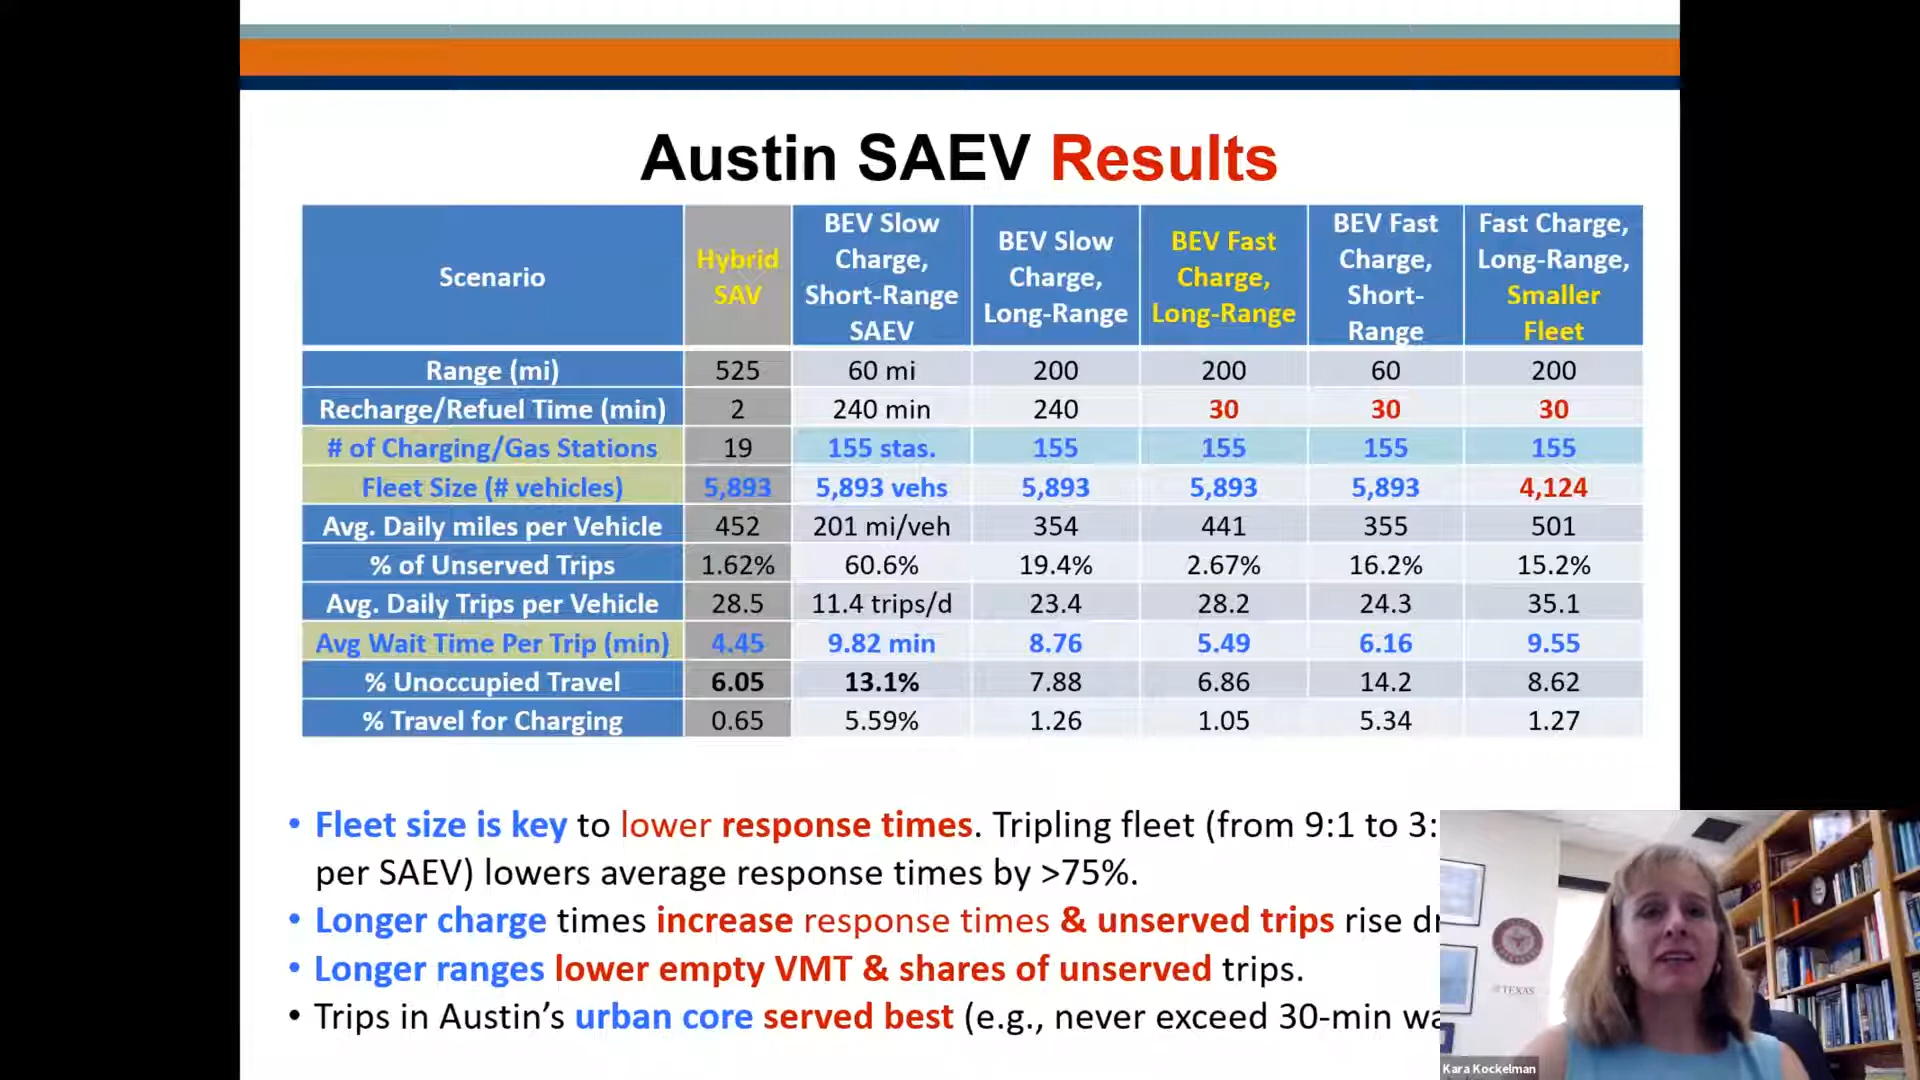 Austin SAEV Results
Scenario
Hybrid
SAV
BEV Slow
Charge,
Short-Range
SAEV
BEV Slow
Charge,
Long-Range
BEV Fast
Charge,
Long-Range
BEV Fast
Charge,
Short-
Range
Fast Charge,
Long-Range,
Smaller
Fleet
Range (mi) 525 60 mi 200 200 60 200
Recharge/Refuel Time (min) 2 240 min 240 30 30 30
# of Charging/Gas Stations 19 155 stas. 155 155 155 155
Fleet Size (# vehicles) 5,893 5,893 vehs 5,893 5,893 5,893 4,124
Avg. Daily miles per Vehicle 452 201 mi/veh 354 441 355 501
% of Unserved Trips 1.62% 60.6% 19.4% 2.67% 16.2% 15.2%
Avg. Daily Trips per Vehicle 28.5 11.4 trips/d 23.4 28.2 24.3 35.1
Avg Wait Time Per Trip (min) 4.45 9.82 min 8.76 5.49 6.16 9.55
% Unoccupied Travel 6.05 13.1% 7.88 6.86 14.2 8.62
% Travel for Charging 0.65 5.59% 1.26 1.05 5.34 1.27
• Fleet size is key to lower response times. Tripling fleet (from 9:1 to 3:
per SAEV) lowers average response times by >75%.
• Longer charge times increase response times & unserved trips rise
• Longer ranges lower empty VMT & shares of unserved trips.
• Trips in Austin's urban core served best (e.g., never exceed 30-min
TEXAS
Kara Kockelman